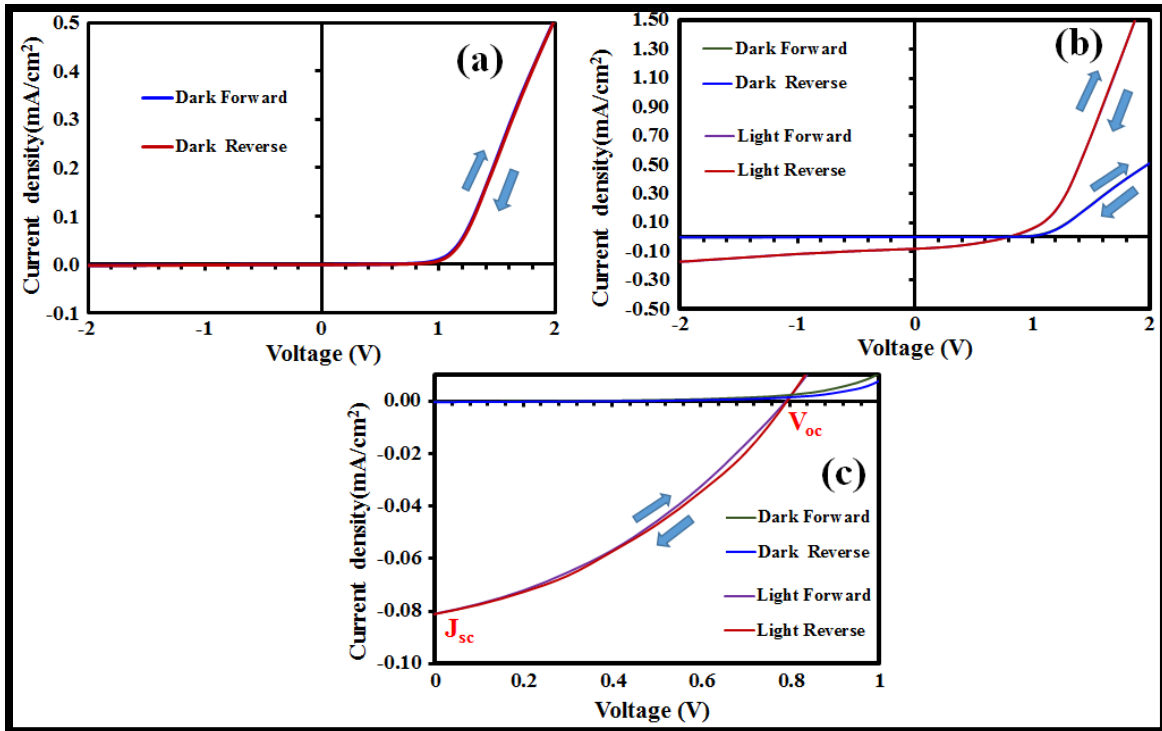 (a)
Current density(mA/cm²)
0.5
0.4
0.3
0.2
0.1
0.0
-0.1
Dark Forward
Dark Reverse
-2
-1
0
1
2
Voltage (V)
(b)
Current density(mA/cm²)
1.50
1.30
1.10
0.90
0.70
0.50
0.30
0.10
-0.10
-0.30
-0.50
Dark Forward
Dark Reverse
Light Forward
Light Reverse
-2
-1
0
1
2
Voltage (V)
(c)
Current density(mA/cm²)
0.00
-0.02
-0.04
-0.06
-0.08
-0.10
Voc
Jsc
Dark Forward
Dark Reverse
Light Forward
Light Reverse
0
0.2
0.4
0.6
0.8
1
Voltage (V)